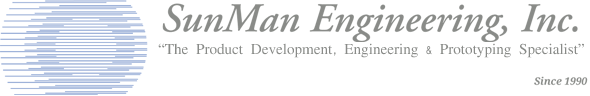 SunMan Engineering, Inc.
“The Product Development, Engineering & Prototyping Specialist”
Since 1990